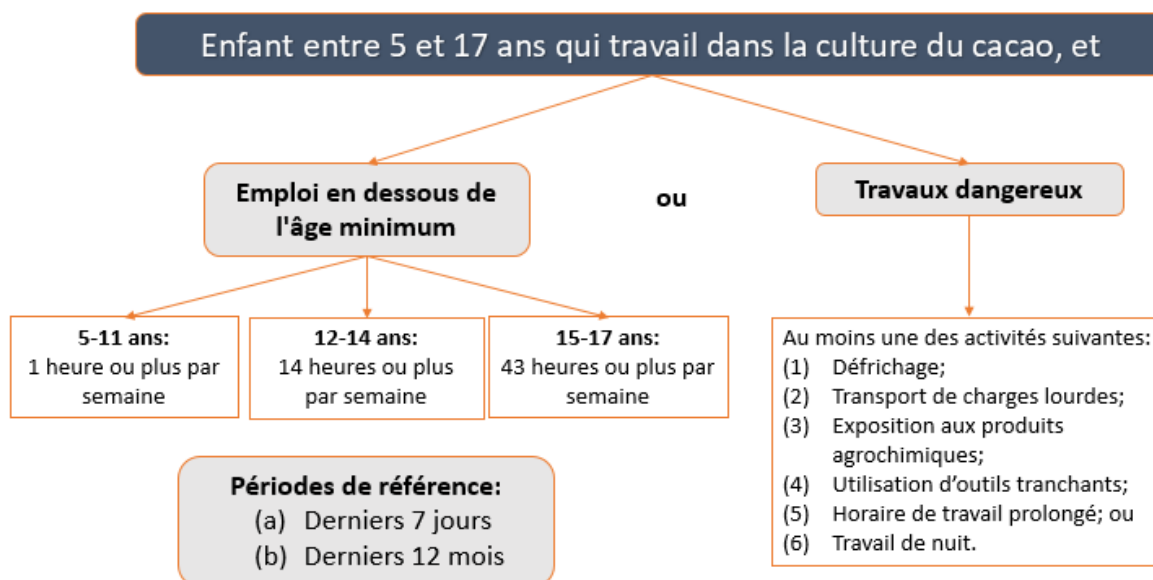 Enfant entre 5 et 17 ans qui travail dans la culture du cacao, et
Emploi en dessous de
l'âge minimum
ou
Travaux dangereux
5-11 ans:
1 heure ou plus par
semaine
12-14 ans:
14 heures ou plus
par semaine
15-17 ans:
43 heures ou plus par
semaine
Au moins une des activités suivantes:
(1) Défrichage;
(2) Transport de charges lourdes;
(3) Exposition aux produits
agrochimiques;
(4) Utilisation d’outils tranchants;
(5) Horaire de travail prolongé; ou
(6) Travail de nuit.
Périodes de référence:
(a) Derniers 7 jours
(b) Derniers 12 mois